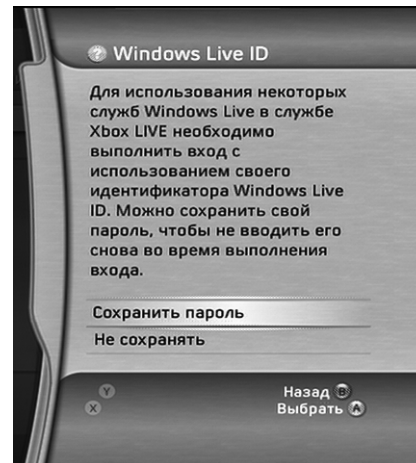 Windows Live ID
Для использования некоторых
служб Windows Live в службе
Xbox LIVE необходимо
выполнить вход с
использованием своего
идентификатора Windows Live
ID. Можно сохранить свой
пароль, чтобы не вводить его
снова во время выполнения
входа.
Сохранить пароль
Не сохранять
Y
Назад B
X
Выбрать A